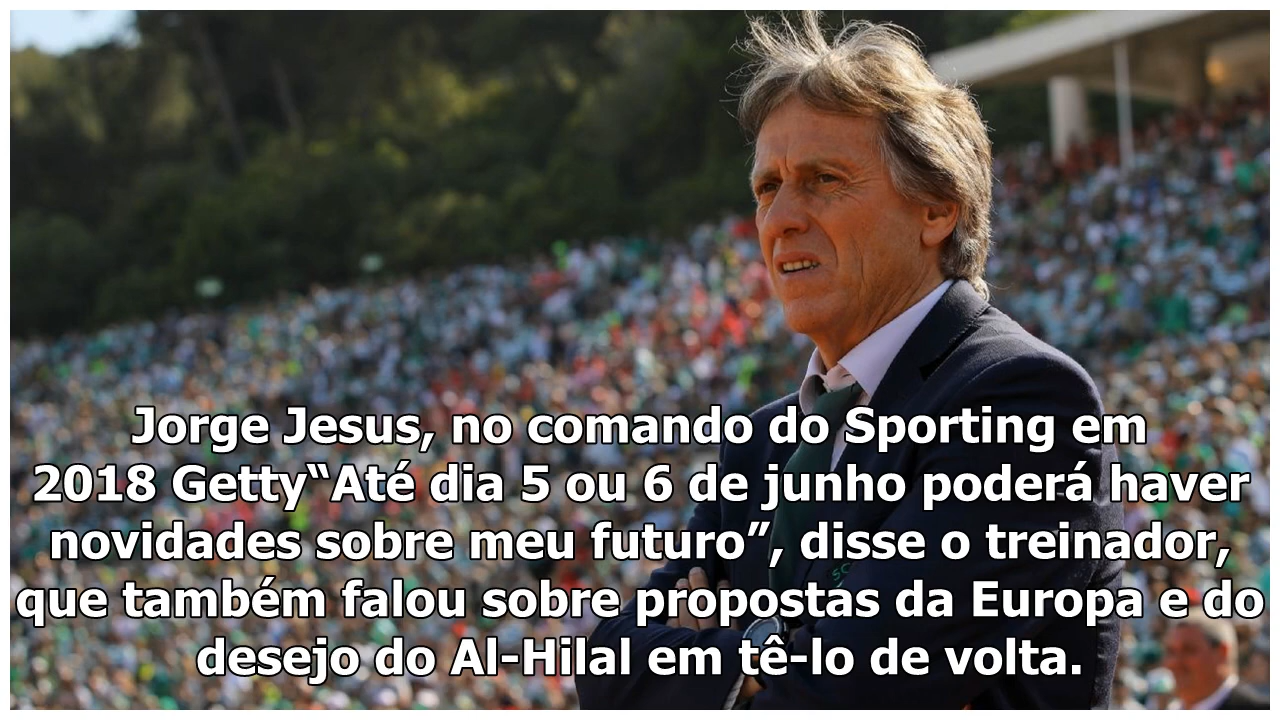 Jorge Jesus, no comando do Sporting em
2018 Getty“Até dia 5 ou 6 de junho poderá haver
novidades sobre meu futuro”, disse o treinador,
que também falou sobre propostas da Europa e do
desejo do Al-Hilal em tê-lo de volta.